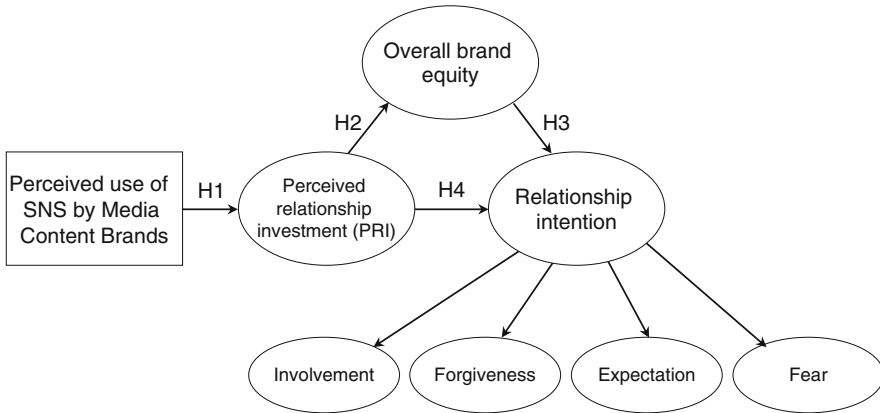 Overall brand
equity
H2
H3
Perceived use of
SNS by Media
Content Brands
H1
Perceived
relationship
investment (PRI)
H4
Relationship
intention
Involvement
Forgiveness
Expectation
Fear